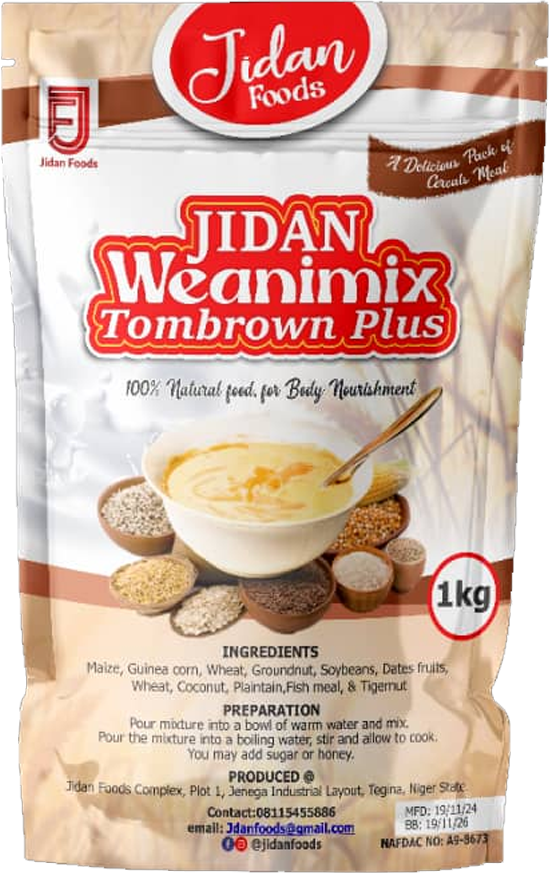 Jidan
Foods
Jidan Foods
A Delicious Pack of
Cereals Meal
JIDAN
Weanimix
Tombrown Plus
100% Natural food, for Body Nourishment
1kg
INGREDIENTS
Maize, Guinea corn, Wheat, Groundnut, Soybeans, Dates fruits,
Wheat, Coconut, Plaintain,Fish meal, & Tigernut
PREPARATION
Pour mixture into a bowl of warm water and mix.
Pour the mixture into a boiling water, stir and allow to cook.
You may add sugar or honey.
PRODUCED @
Jidan Foods Complex, Plot 1, Jenega Industrial Layout, Tegina, Niger State
Contact:08115455886
email: Jdanfoods@gmail.com
@jidanfoods
MFD: 19/11/24
BB: 19/11/26
NAFDAC NO: A9-8673